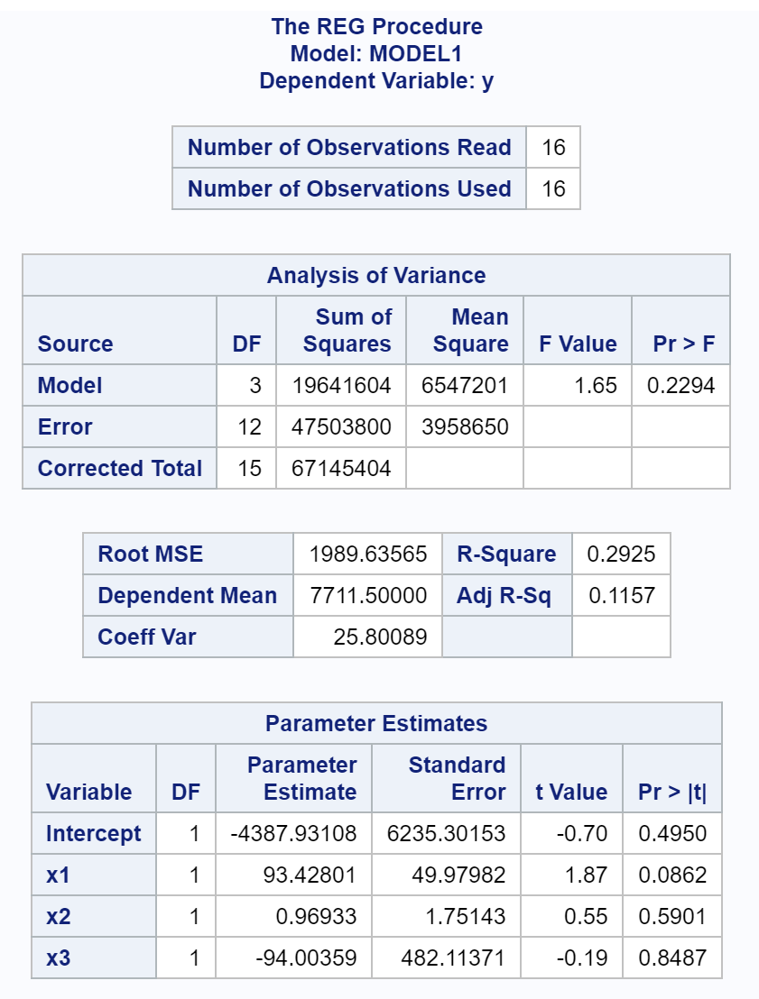 The REG Procedure
Model: MODEL1
Dependent Variable: y
Number of Observations Read 16
Number of Observations Used 16
Analysis of Variance
Source DF Sum of Squares Mean Square F Value Pr > F
Model 3 19641604 6547201 1.65 0.2294
Error 12 47503800 3958650
Corrected Total 15 67145404
Root MSE 1989.63565 R-Square 0.2925
Dependent Mean 7711.50000 Adj R-Sq 0.1157
Coeff Var 25.80089
Parameter Estimates
Variable DF Parameter Estimate Standard Error t Value Pr > |t|
Intercept 1 -4387.93108 6235.30153 -0.70 0.4950
x1 1 93.42801 49.97982 1.87 0.0862
x2 1 0.96933 1.75143 0.55 0.5901
x3 1 -94.00359 482.11371 -0.19 0.8487